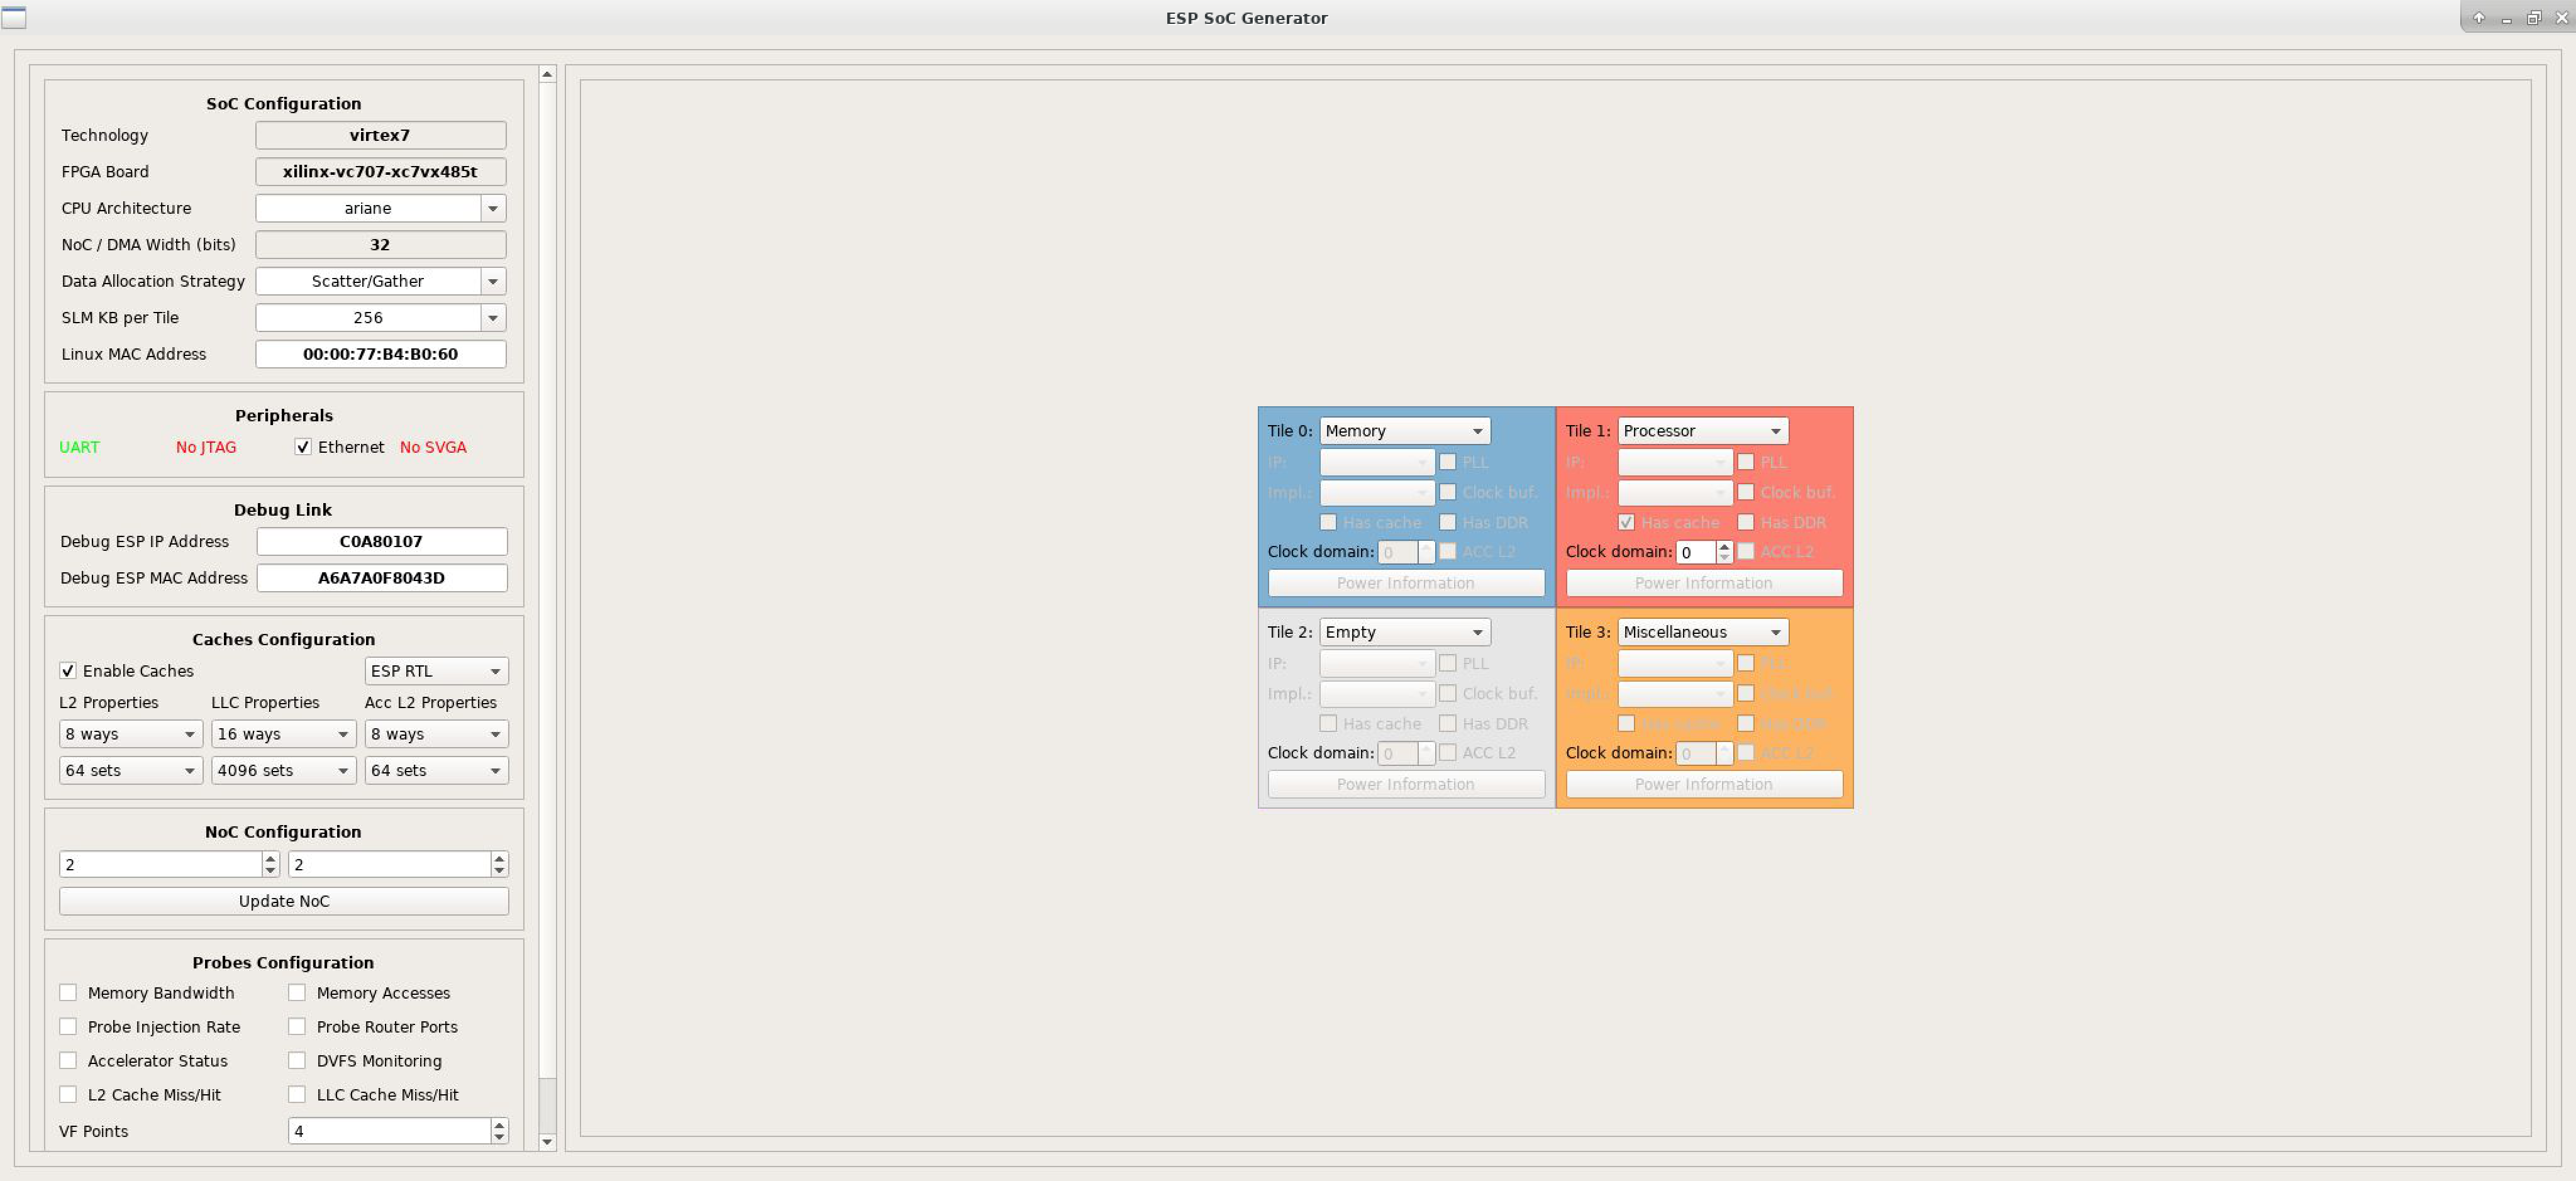 ESP SoC Generator
SoC Configuration
Technology virtex7
FPGA Board xilinx-vc707-xc7vx485t
CPU Architecture ariane
NoC / DMA Width (bits) 32
Data Allocation Strategy Scatter/Gather
SLM KB per Tile 256
Linux MAC Address 00:00:77:B4:B0:60
Peripherals
UART No JTAG Ethernet No SVGA
Debug Link
Debug ESP IP Address C0A80107
Debug ESP MAC Address A6A7A0F8043D
Caches Configuration
Enable Caches ESP RTL
L2 Properties LLC Properties Acc L2 Properties
8 ways 16 ways 8 ways
64 sets 4096 sets 64 sets
NoC Configuration
2 2
Update NoC
Probes Configuration
Memory Bandwidth Memory Accesses
Probe Injection Rate Probe Router Ports
Accelerator Status DVFS Monitoring
L2 Cache Miss/Hit LLC Cache Miss/Hit
VF Points 4
Tile 0: Memory
IP: PLL
Impl.: Clock buf.
Has cache Has DDR
Clock domain: 0 ACC L2
Power Information
Tile 1: Processor
IP: PLL
Impl.: Clock buf.
Has cache Has DDR
Clock domain: 0 ACC L2
Power Information
Tile 2: Empty
IP: PLL
Impl.: Clock buf.
Has cache Has DDR
Clock domain: 0 ACC L2
Power Information
Tile 3: Miscellaneous
IP: PLL
Impl.: Clock buf.
Has cache Has DDR
Clock domain: 0 ACC L2
Power Information